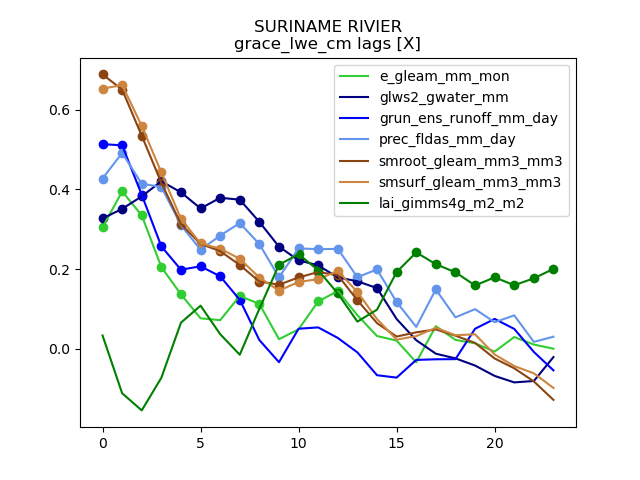 SURINAME RIVIER
grace_lwe_cm lags [X]
e_gleam_mm_mon
glws2_gwater_mm
grun_ens_runoff_mm_day
prec_fldas_mm_day
smroot_gleam_mm3_mm3
smsurf_gleam_mm3_mm3
lai_gimms4g_m2_m2
0.6
0.4
0.2
0.0
0
5
10
15
20